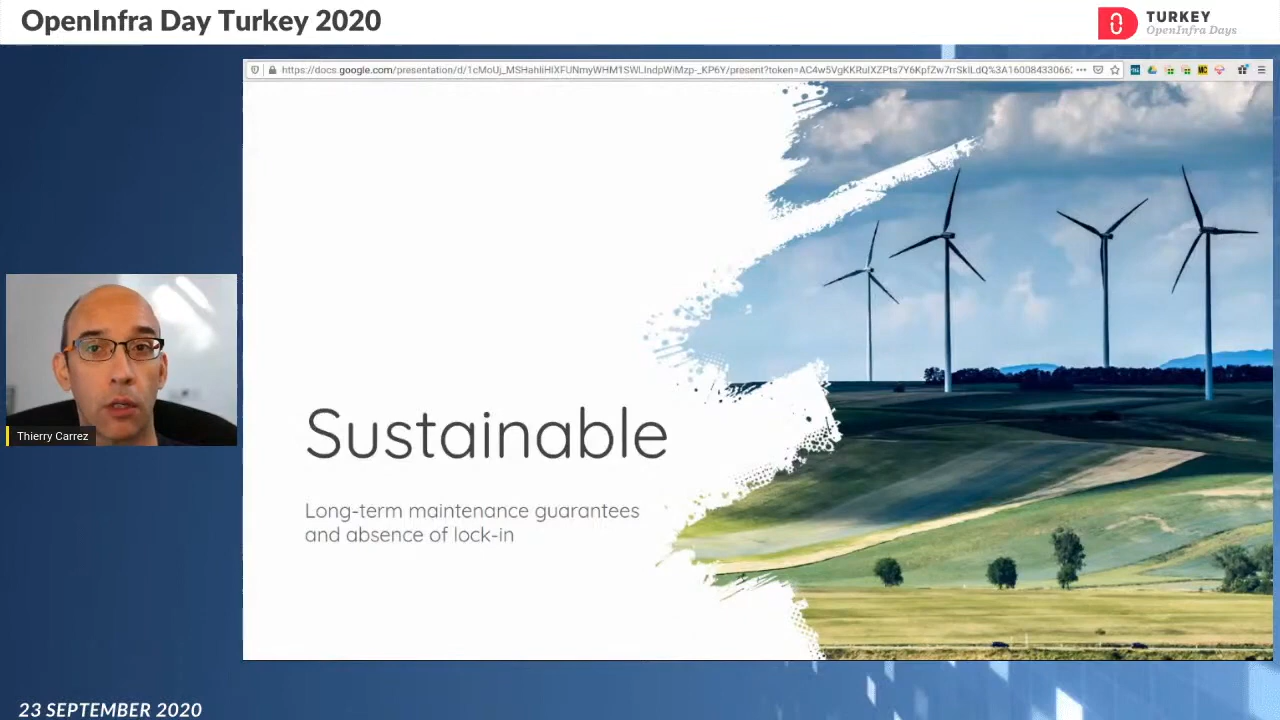 OpenInfra Day Turkey 2020
TURKEY
OpenInfra Days
Sustainable
Long-term maintenance guarantees
and absence of lock-in
Thierry Carrez
23 SEPTEMBER 2020